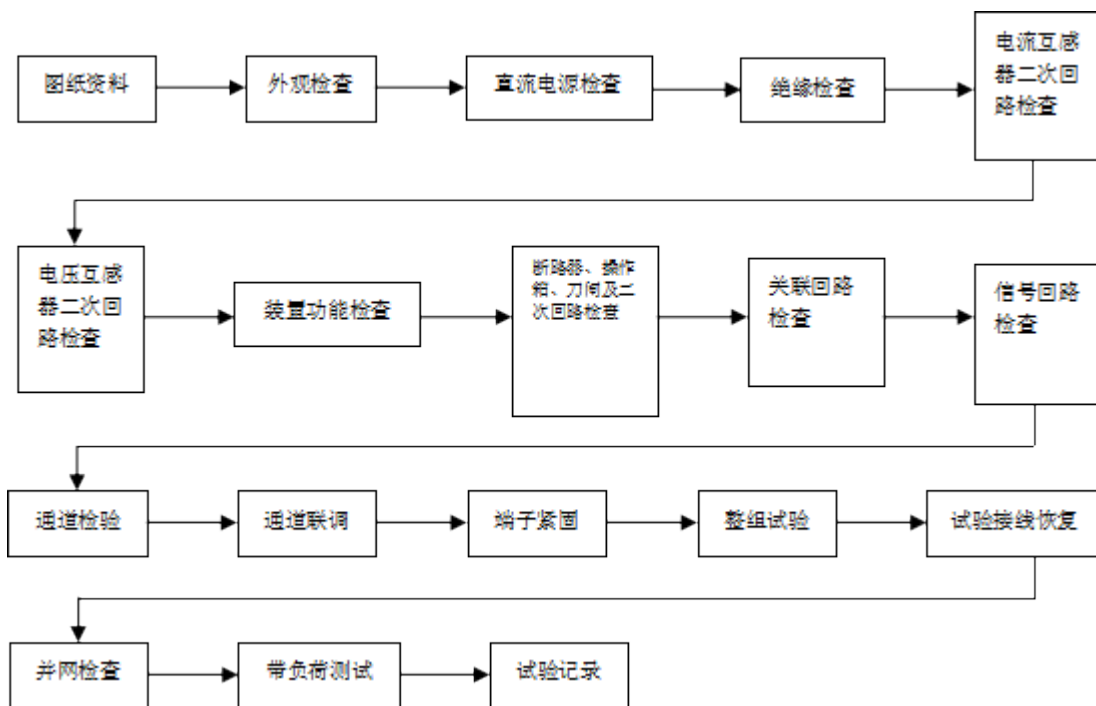 图纸资料
外观检查
直流电源检查
绝缘检查
电流互感
器二次回
路检查
电压互感
器二次回
路检查
装置功能检查
断路器、操作
箱、刀闸及二
次回路检查
关联回路
检查
信号回路
检查
通道检验
通道联调
端子紧固
整组试验
试验接线恢复
并网检查
带负荷测试
试验记录